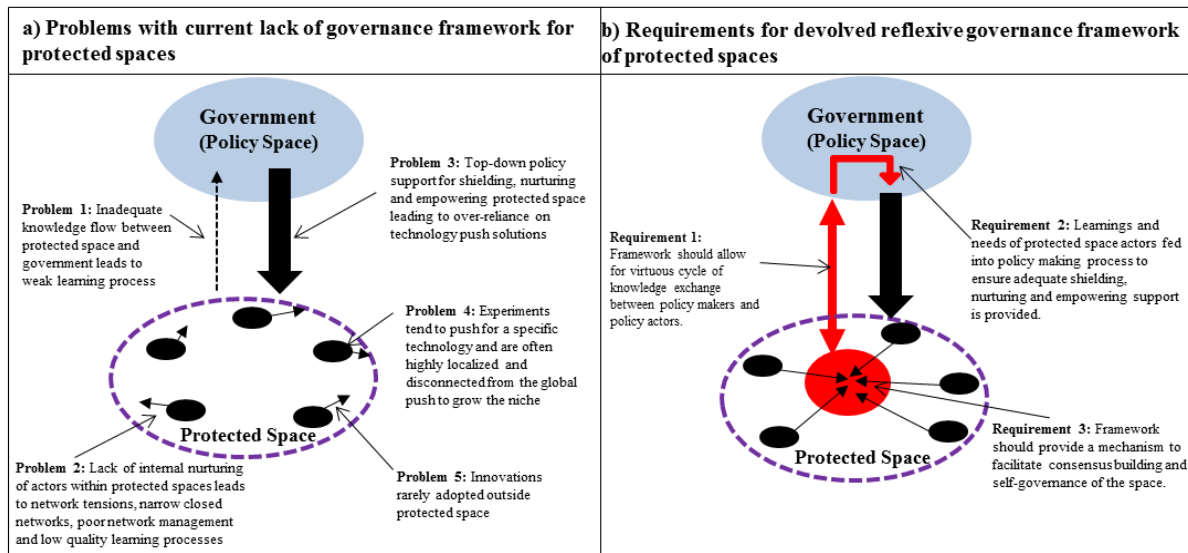 a) Problems with current lack of governance framework for
protected spaces
Government
(Policy Space)
Problem 3: Top-down policy
support for shielding, nurturing
and empowering protected space
leading to over-reliance on
technology push solutions
Problem 1: Inadequate
knowledge flow between
protected space and
government leads to
weak learning process
Problem 4: Experiments
tend to push for a specific
technology and are often
highly localized and
disconnected from the global
push to grow the niche
Protected Space
Problem 2: Lack of internal nurturing
of actors within protected spaces leads
to network tensions, narrow closed
networks, poor network management
and low quality learning processes
Problem 5: Innovations
rarely adopted outside
protected space
b) Requirements for devolved reflexive governance framework
of protected spaces
Government
(Policy Space)
Requirement 1:
Framework should allow
for virtuous cycle of
knowledge exchange
between policy makers and
policy actors.
Requirement 2: Learnings and
needs of protected space actors fed
into policy making process to
ensure adequate shielding,
nurturing and empowering support
is provided.
Protected Space
Requirement 3: Framework
should provide a mechanism to
facilitate consensus building and
self-governance of the space.